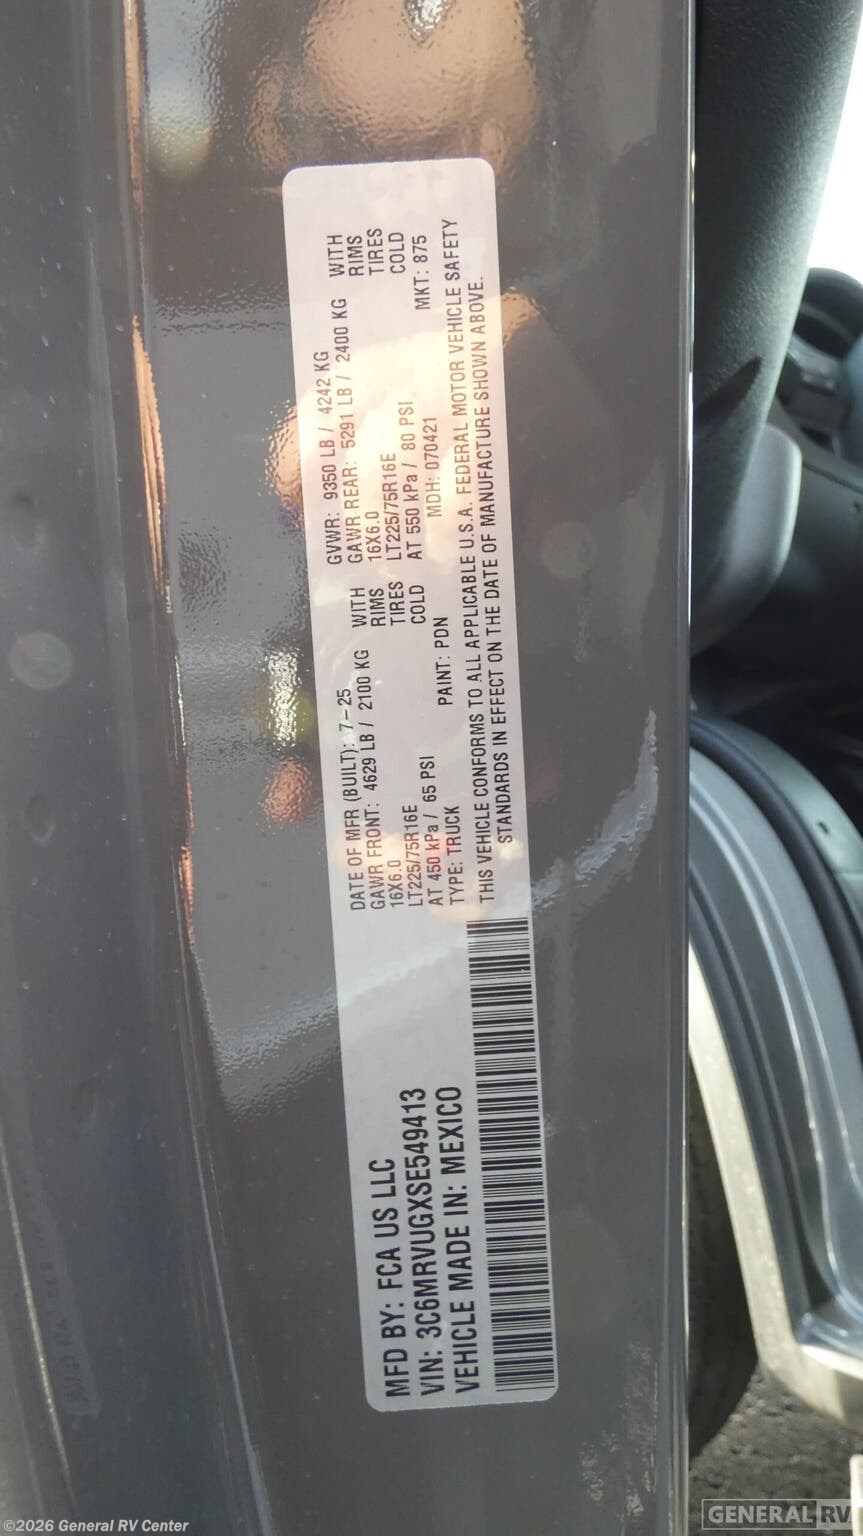 MFD BY: FCA US LLC
VIN: 3C6MRVUGXSE549413
VEHICLE MADE IN: MEXICO
DATE OF MFR (BUILT): 7-25 GVWR: 9350 LB / 4242 KG
GAWR FRONT: 4629 LB / 2100 KG WITH GAWR REAR: 5291 LB / 2400 KG WITH
16X6.0 RIMS 16X6.0 RIMS
LT225/75R16E TIRES LT225/75R16E TIRES
AT 450 kPa / 65 PSI COLD AT 550 kPa / 80 PSI COLD
TYPE: TRUCK PAINT: PDN MDH: 070421 MKT: 875
THIS VEHICLE CONFORMS TO ALL APPLICABLE U.S.A. FEDERAL MOTOR VEHICLE SAFETY
STANDARDS IN EFFECT ON THE DATE OF MANUFACTURE SHOWN ABOVE.
©2026 General RV Center
GENERAL RV